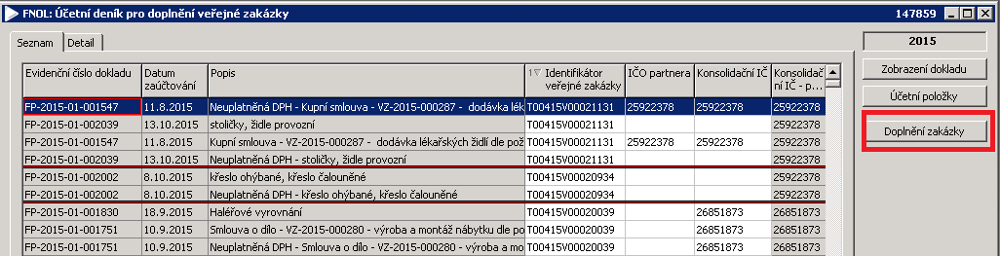 FNOL: Účetní deník pro doplnění veřejné zakázky 147859
Seznam Detail
2015
Zobrazení dokladu
Účetní položky
Doplnění zakázky
Evidenční číslo dokladu Datum zaúčtování Popis 1 Identifikátor veřejné zakázky IČO partnera Konsolidační IČ Konsolidač ní IČ - p...
FP-2015-01-001547 11.8.2015 Neuplatněná DPH - Kupní smlouva - VZ-2015-000287 - dodávka lék T00415V00021131 25922378 25922378 25922378
FP-2015-01-002039 13.10.2015 stoličky, židle provozní T00415V00021131 25922378
FP-2015-01-001547 11.8.2015 Kupní smlouva - VZ-2015-000287 - dodávka lékařských židlí dle pož T00415V00021131 25922378 25922378 25922378
FP-2015-01-002039 13.10.2015 Neuplatněná DPH - stoličky, židle provozní T00415V00021131 25922378
FP-2015-01-002002 8.10.2015 křeslo ohýbané, křeslo čalouněné T00415V00020934 25922378
FP-2015-01-002002 8.10.2015 Neuplatněná DPH - křeslo ohýbané, křeslo čalouněné T00415V00020934 25922378
FP-2015-01-001830 18.9.2015 Haléřové vyrovnání T00415V00020039 26851873 26851873
FP-2015-01-001751 10.9.2015 Smlouva o dílo - VZ-2015-000280 - výroba a montáž nábytku dle po T00415V00020039 26851873 26851873
FP-2015-01-001751 10.9.2015 Neuplatněná DPH - Smlouva o dílo - VZ-2015-000280 - výroba a mo T00415V00020039 26851873 26851873